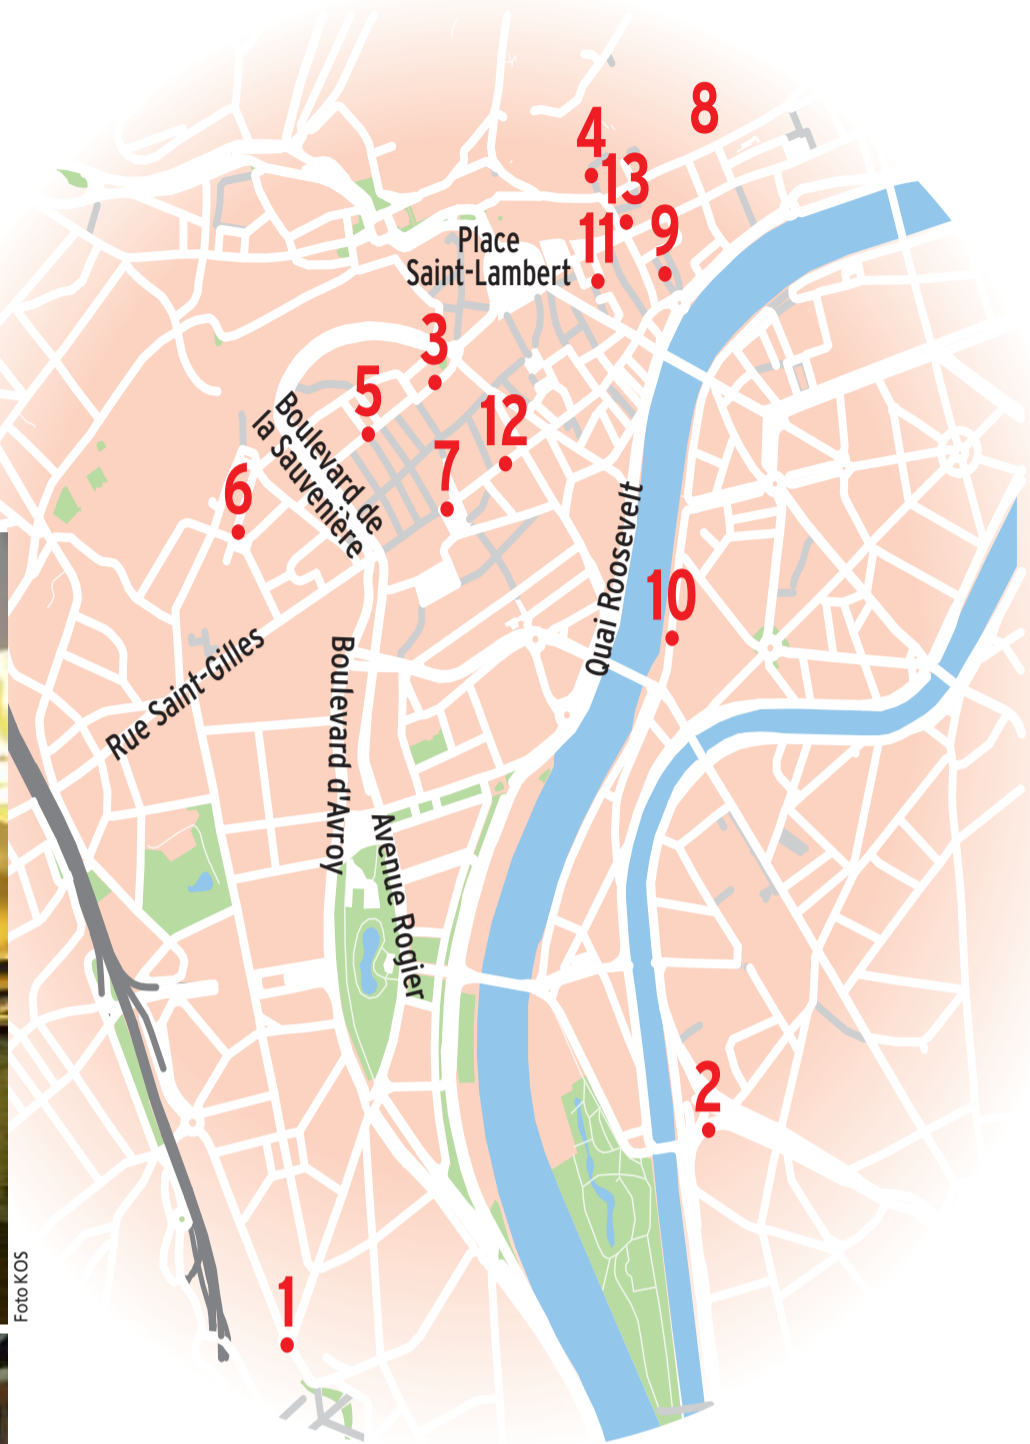 8
4
13
11
9
Place
Saint-Lambert
3
5
12
Boulevard de
la Sauvenière
7
6
Quai Roosevelt
10
Rue Saint-Gilles
Boulevard d'Avroy
Avenue Rogier
2
Foto KOS
1